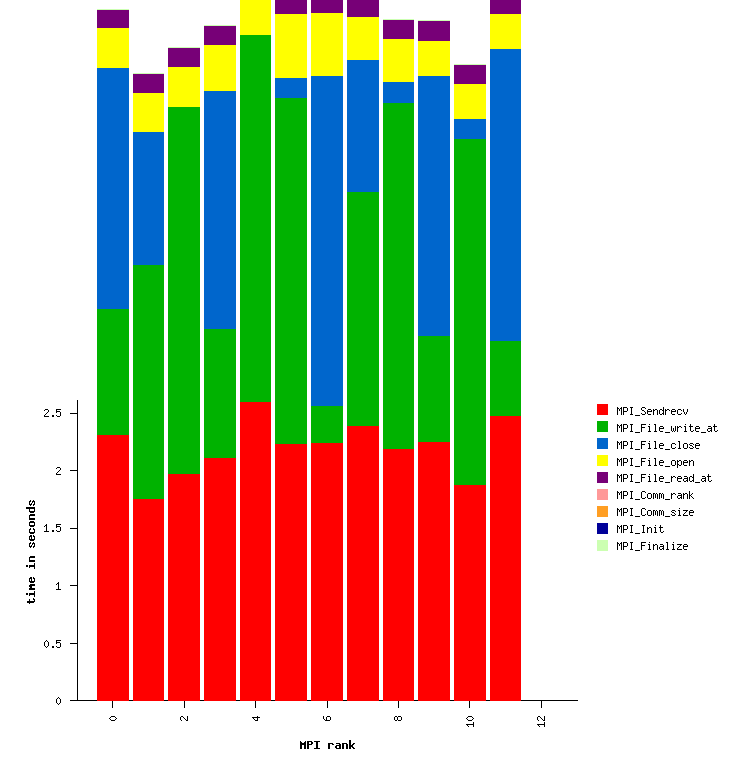 2.5
2
1.5
1
0.5
0
time in seconds
0
2
4
6
8
10
12
MPI rank
MPI_Sendrecv
MPI_File_write_at
MPI_File_close
MPI_File_open
MPI_File_read_at
MPI_Comm_rank
MPI_Comm_size
MPI_Init
MPI_Finalize